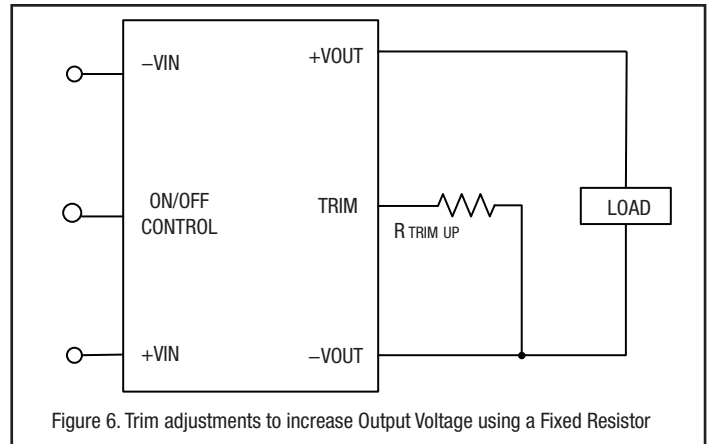 −VIN
+VOUT
ON/OFF
CONTROL
TRIM
R TRIM UP
LOAD
+VIN
−VOUT
Figure 6. Trim adjustments to increase Output Voltage using a Fixed Resistor